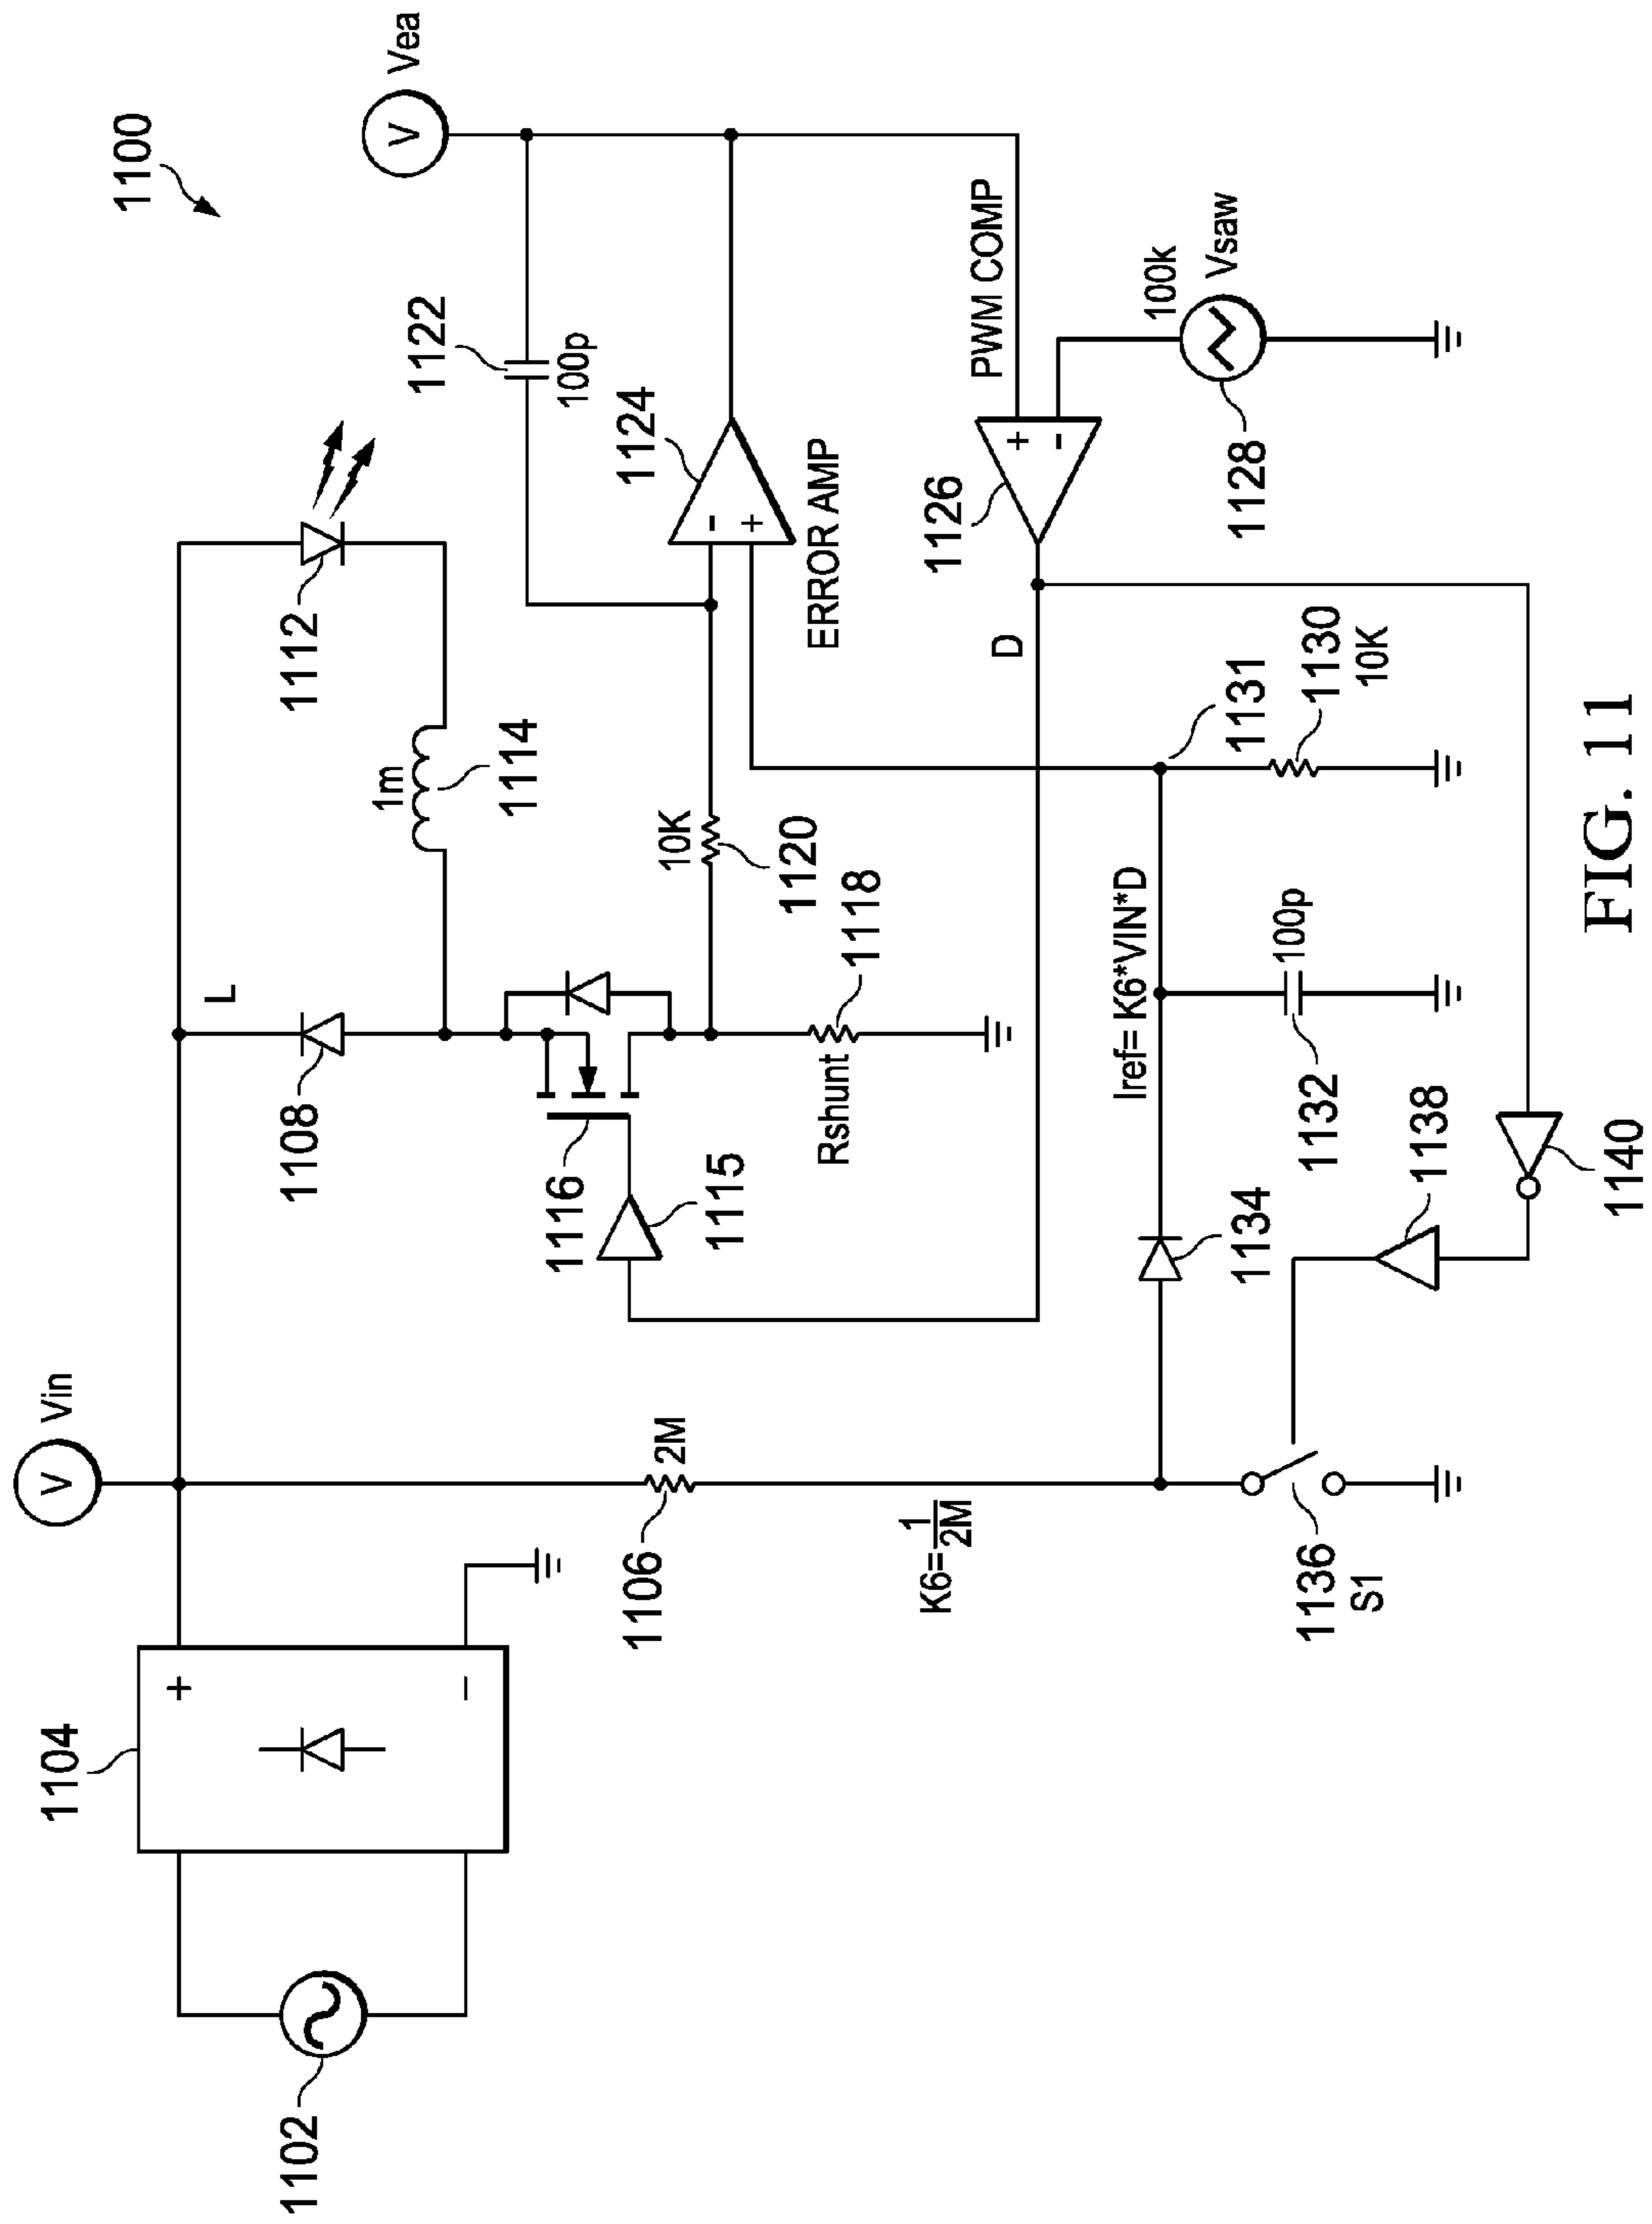 1100
Vin
V
Vea
V
L
1102
1104
+
-
1106
2M
K6=1/2M
1108
1112
1m
1114
1115
1116
Rshunt
1118
10K
1120
1122
100p
1124
-
+
ERROR AMP
PWM COMP
+
-
1126
D
100k
Vsaw
1128
1130
10K
1131
Iref= K6*VIN*D
100p
1132
1134
1136
S1
1138
1140
FIG. 11